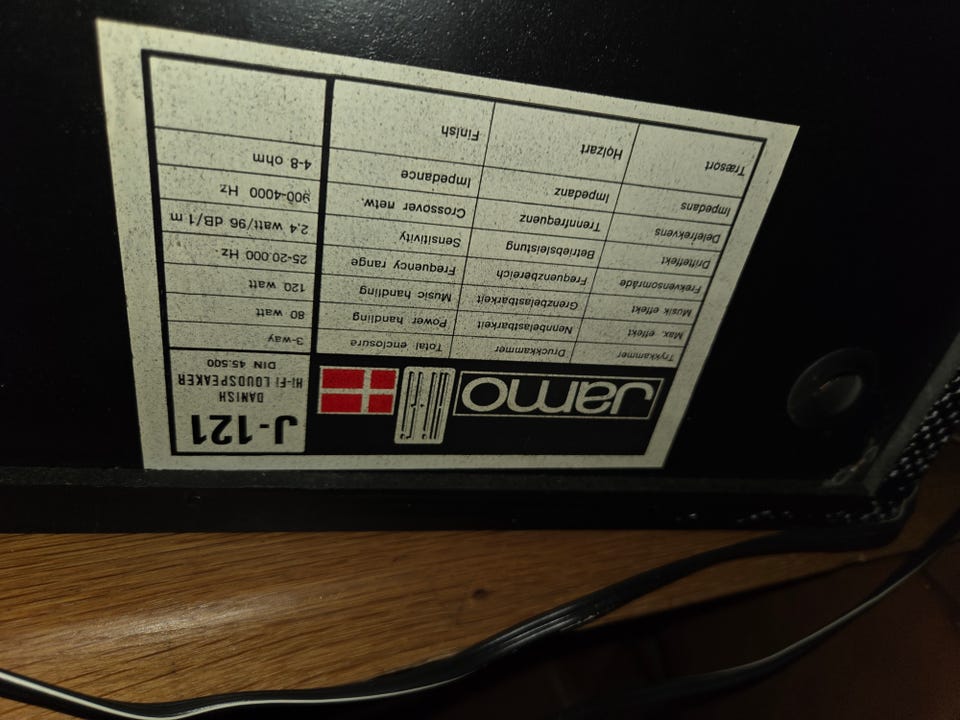 Jamo
J-121
DANISH
HI-FI LOUDSPEAKER
DIN 45.500
Trykkammer Druckkammer Total enclosure 3-way
Max. effekt Nennbelastbarkeit Power handling 80 watt
Musik effekt Grenzbelastbarkeit Music handling 120 watt
Frekvensområde Frequenzbereich Frequency range 25-20.000 Hz
Drifteffekt Betriebsleistung Sensitivity 2,4 watt/96 dB/1 m
Delefrekvens Trennfrequenz Crossover netw. 900-4000 Hz
Impedans Impedanz Impedance 4-8 ohm
Træsort Holzart Finish